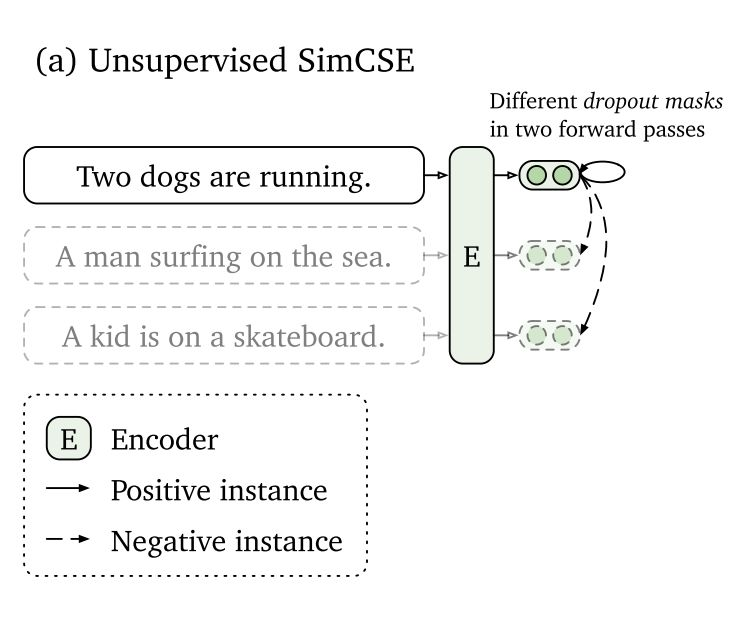 (a) Unsupervised SimCSE
Different dropout masks
in two forward passes
Two dogs are running.
A man surfing on the sea.
E
A kid is on a skateboard.
E Encoder
Positive instance
Negative instance